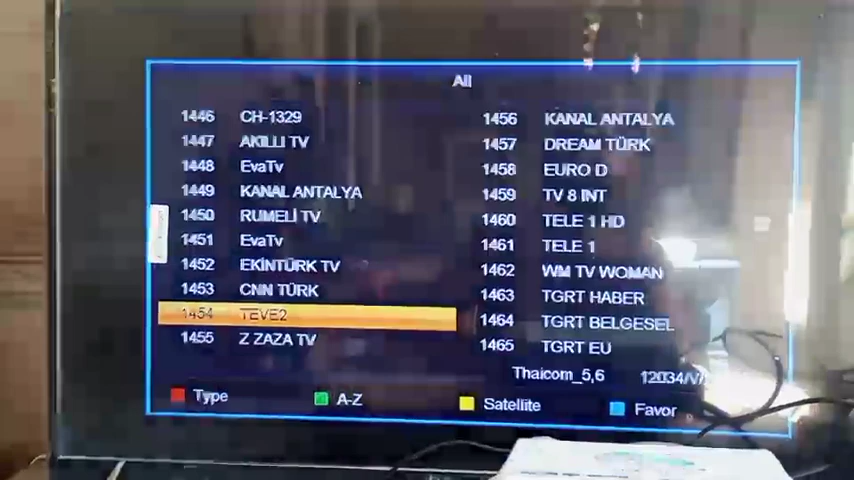 All
1446 CH-1329
1447 AKILLI TV
1448 EvaTv
1449 KANAL ANTALYA
1450 RUMELİ TV
1451 EvaTv
1452 EKİNTÜRK TV
1453 CNN TÜRK
1454 TEVE2
1455 Z ZAZA TV
1456 KANAL ANTALYA
1457 DREAM TÜRK
1458 EURO D
1459 TV 8 INT
1460 TELE 1 HD
1461 TELE 1
1462 WM TV WOMAN
1463 TGRT HABER
1464 TGRT BELGESEL
1465 TGRT EU
Thaicom_5,6 12034/V/
Type A-Z Satellite Favor